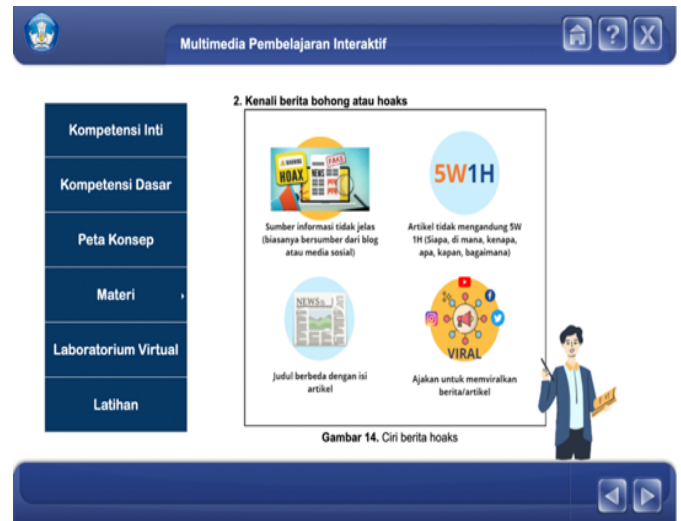 Multimedia Pembelajaran Interaktif
?
X
Kompetensi Inti
Kompetensi Dasar
Peta Konsep
Materi
Laboratorium Virtual
Latihan
2. Kenali berita bohong atau hoaks
WARNING
HOAX
NEWS
FAKE
Sumber informasi tidak jelas
(biasanya bersumber dari blog
atau media sosial)
5W1H
Artikel tidak mengandung 5W
1H (Siapa, di mana, kenapa,
apa, kapan, bagaimana)
NEWS
Judul berbeda dengan isi
artikel
VIRAL
Ajakan untuk memviralkan
berita/artikel
Gambar 14. Ciri berita hoaks